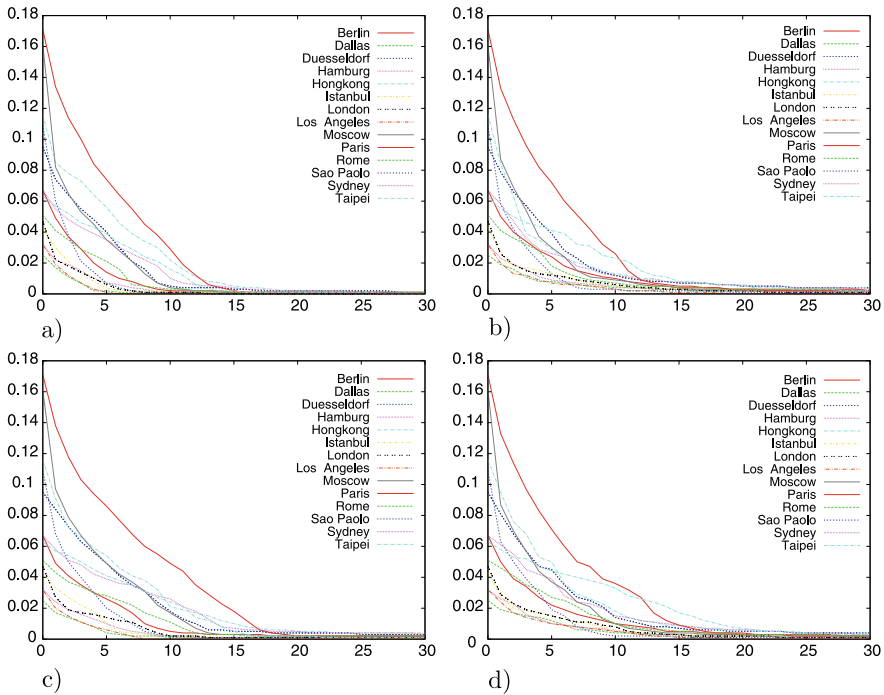 0.18
0.16
0.14
0.12
0.1
0.08
0.06
0.04
0.02
0
0
5
10
15
20
25
30
Berlin
Dallas
Duesseldorf
Hamburg
Hongkong
Istanbul
London
Los Angeles
Moscow
Paris
Rome
Sao Paolo
Sydney
Taipei
a)
0.18
0.16
0.14
0.12
0.1
0.08
0.06
0.04
0.02
0
0
5
10
15
20
25
30
Berlin
Dallas
Duesseldorf
Hamburg
Hongkong
Istanbul
London
Los Angeles
Moscow
Paris
Rome
Sao Paolo
Sydney
Taipei
b)
0.18
0.16
0.14
0.12
0.1
0.08
0.06
0.04
0.02
0
0
5
10
15
20
25
30
Berlin
Dallas
Duesseldorf
Hamburg
Hongkong
Istanbul
London
Los Angeles
Moscow
Paris
Rome
Sao Paolo
Sydney
Taipei
c)
0.18
0.16
0.14
0.12
0.1
0.08
0.06
0.04
0.02
0
0
5
10
15
20
25
30
Berlin
Dallas
Duesseldorf
Hamburg
Hongkong
Istanbul
London
Los Angeles
Moscow
Paris
Rome
Sao Paolo
Sydney
Taipei
d)